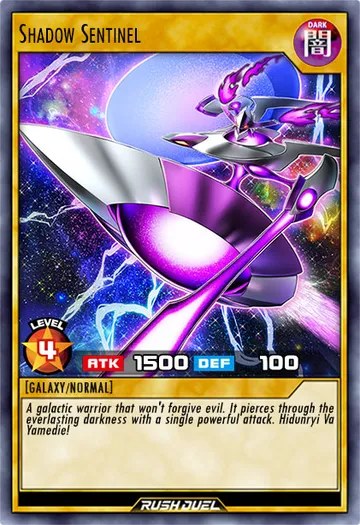 Shadow Sentinel
DARK
闇
LEVEL
4
ATK 1500 DEF 100
[GALAXY/NORMAL]
A galactic warrior that won't forgive evil. It pierces through the
everlasting darkness with a single powerful attack. Hidunryi Va
Yamedie!
RUSH DUEL